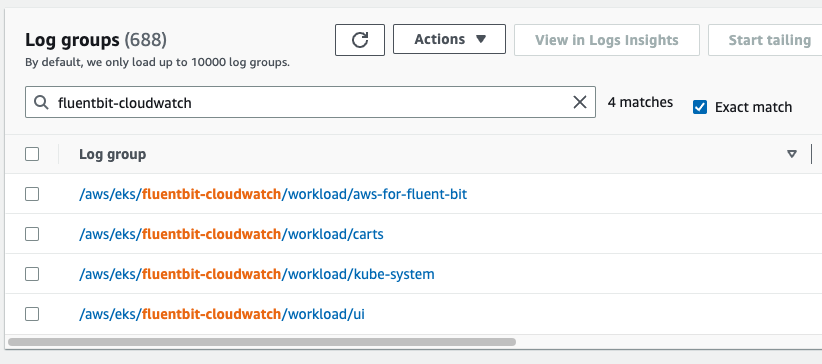 Log groups (688)
By default, we only load up to 10000 log groups.
Actions
View in Logs Insights
Start tailing
fluentbit-cloudwatch
4 matches
Exact match
Log group
/aws/eks/fluentbit-cloudwatch/workload/aws-for-fluent-bit
/aws/eks/fluentbit-cloudwatch/workload/carts
/aws/eks/fluentbit-cloudwatch/workload/kube-system
/aws/eks/fluentbit-cloudwatch/workload/ui